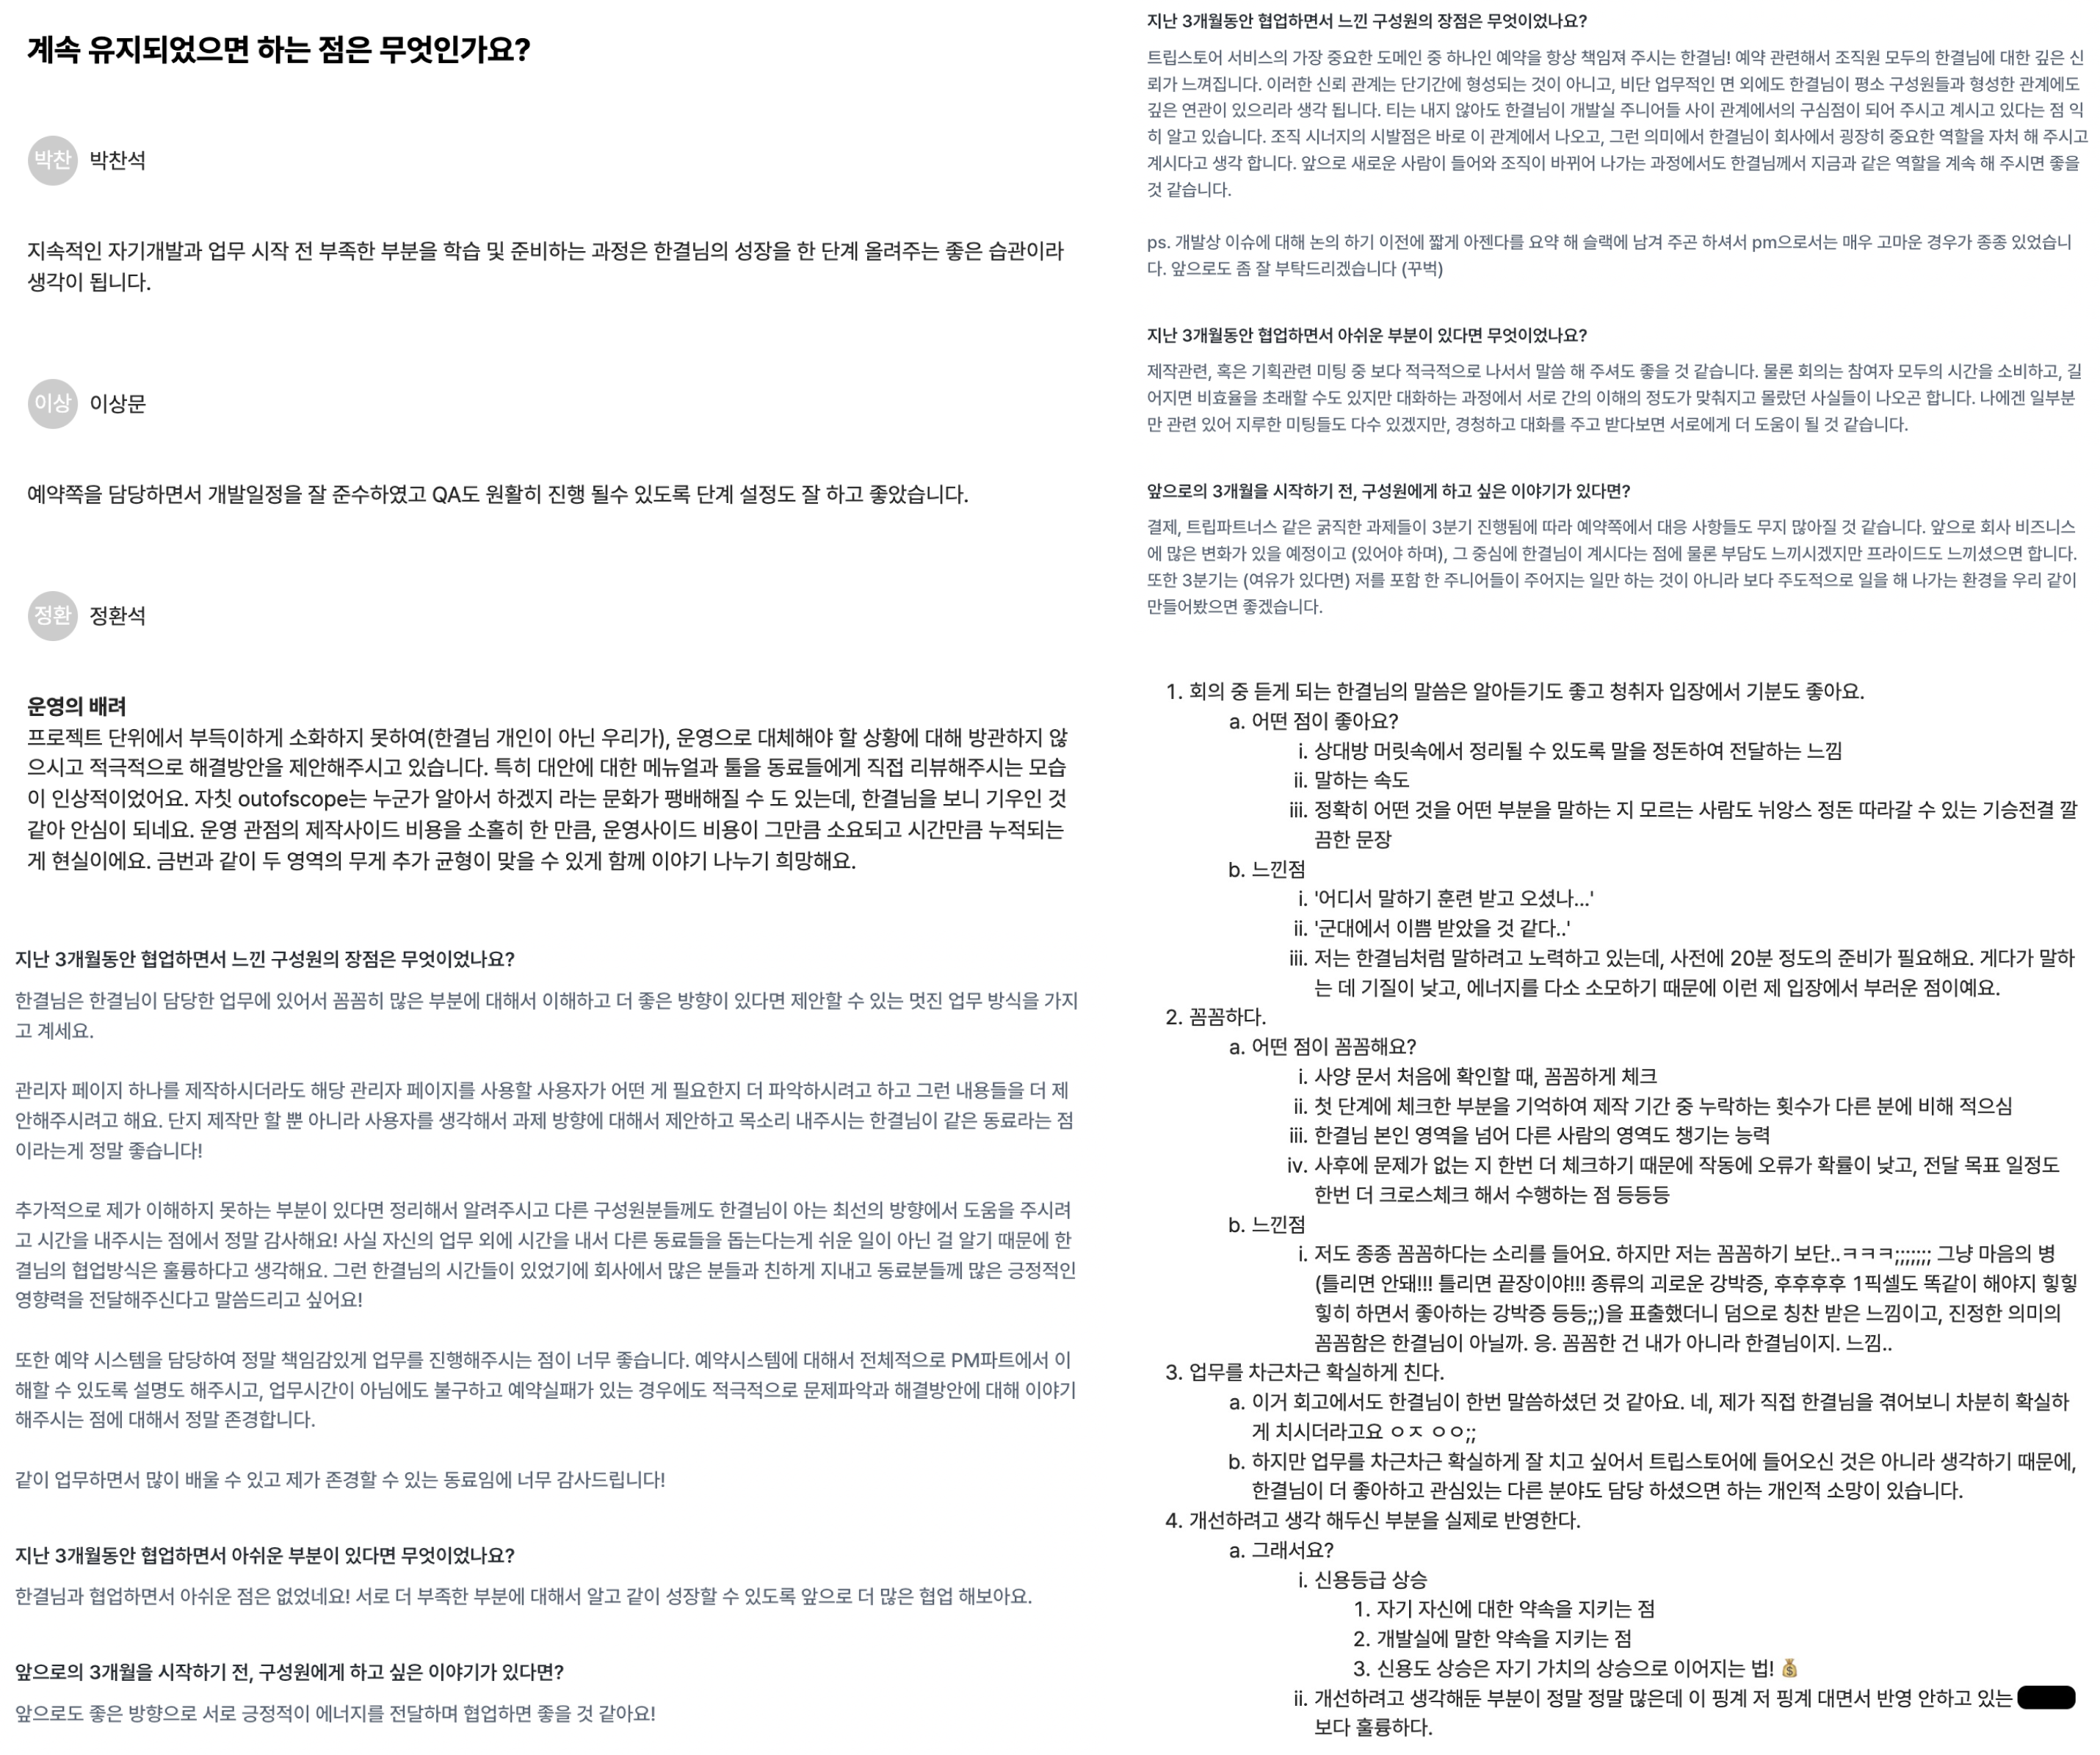 계속 유지되었으면 하는 점은 무엇인가요?
박찬 박찬석
지속적인 자기개발과 업무 시작 전 부족한 부분을 학습 및 준비하는 과정은 한결님의 성장을 한 단계 올려주는 좋은 습관이라
생각이 됩니다.
이상 이상문
예약쪽을 담당하면서 개발일정을 잘 준수하였고 QA도 원활히 진행 될수 있도록 단계 설정도 잘 하고 좋았습니다.
정환 정환석
운영의 배려
프로젝트 단위에서 부득이하게 소화하지 못하여(한결님 개인이 아닌 우리가), 운영으로 대체해야 할 상황에 대해 방관하지 않
으시고 적극적으로 해결방안을 제안해주시고 있습니다. 특히 대안에 대한 메뉴얼과 툴을 동료들에게 직접 리뷰해주시는 모습
이 인상적이었어요. 자칫 outofscope는 누군가 알아서 하겠지 라는 문화가 팽배해질 수 도 있는데, 한결님을 보니 기우인 것
같아 안심이 되네요. 운영 관점의 제작사이드 비용을 소홀히 한 만큼, 운영사이드 비용이 그만큼 소요되고 시간만큼 누적되는
게 현실이에요. 금번과 같이 두 영역의 무게 추가 균형이 맞을 수 있게 함께 이야기 나누기 희망해요.
지난 3개월동안 협업하면서 느낀 구성원의 장점은 무엇이었나요?
한결님은 한결님이 담당한 업무에 있어서 꼼꼼히 많은 부분에 대해서 이해하고 더 좋은 방향이 있다면 제안할 수 있는 멋진 업무 방식을 가지
고 계세요.
관리자 페이지 하나를 제작하시더라도 해당 관리자 페이지를 사용할 사용자가 어떤 게 필요한지 더 파악하시려고 하고 그런 내용들을 더 제
안해주시려고 해요. 단지 제작만 할 뿐 아니라 사용자를 생각해서 과제 방향에 대해서 제안하고 목소리 내주시는 한결님이 같은 동료라는 점
이라는게 정말 좋습니다!
추가적으로 제가 이해하지 못하는 부분이 있다면 정리해서 알려주시고 다른 구성원분들께도 한결님이 아는 최선의 방향에서 도움을 주시려
고 시간을 내주시는 점에서 정말 감사해요! 사실 자신의 업무 외에 시간을 내서 다른 동료들을 돕는다는게 쉬운 일이 아닌 걸 알기 때문에 한
결님의 협업방식은 훌륭하다고 생각해요. 그런 한결님의 시간들이 있었기에 회사에서 많은 분들과 친하게 지내고 동료분들께 많은 긍정적인
영향력을 전달해주신다고 말씀드리고 싶어요!
또한 예약 시스템을 담당하여 정말 책임감있게 업무를 진행해주시는 점이 너무 좋습니다. 예약시스템에 대해서 전체적으로 PM파트에서 이
해할 수 있도록 설명도 해주시고, 업무시간이 아님에도 불구하고 예약실패가 있는 경우에도 적극적으로 문제파악과 해결방안에 대해 이야기
해주시는 점에 대해서 정말 존경합니다.
같이 업무하면서 많이 배울 수 있고 제가 존경할 수 있는 동료임에 너무 감사드립니다!
지난 3개월동안 협업하면서 아쉬운 부분이 있다면 무엇이었나요?
한결님과 협업하면서 아쉬운 점은 없었네요! 서로 더 부족한 부분에 대해서 알고 같이 성장할 수 있도록 앞으로 더 많은 협업 해보아요.
앞으로의 3개월을 시작하기 전, 구성원에게 하고 싶은 이야기가 있다면?
앞으로도 좋은 방향으로 서로 긍정적이 에너지를 전달하며 협업하면 좋을 것 같아요!
지난 3개월동안 협업하면서 느낀 구성원의 장점은 무엇이었나요?
트립스토어 서비스의 가장 중요한 도메인 중 하나인 예약을 항상 책임져 주시는 한결님! 예약 관련해서 조직원 모두의 한결님에 대한 깊은 신
뢰가 느껴집니다. 이러한 신뢰 관계는 단기간에 형성되는 것이 아니고, 비단 업무적인 면 외에도 한결님이 평소 구성원들과 형성한 관계에도
깊은 연관이 있으리라 생각 됩니다. 티는 내지 않아도 한결님이 개발실 주니어들 사이 관계에서의 구심점이 되어 주시고 계시고 있다는 점 익
히 알고 있습니다. 조직 시너지의 시발점은 바로 이 관계에서 나오고, 그런 의미에서 한결님이 회사에서 굉장히 중요한 역할을 자처 해 주시고
계시다고 생각 합니다. 앞으로 새로운 사람이 들어와 조직이 바뀌어 나가는 과정에서도 한결님께서 지금과 같은 역할을 계속 해 주시면 좋을
것 같습니다.
ps. 개발상 이슈에 대해 논의 하기 이전에 짧게 아젠다를 요약 해 슬랙에 남겨 주곤 하셔서 pm으로서는 매우 고마운 경우가 종종 있었습니
다. 앞으로도 좀 잘 부탁드리겠습니다 (꾸벅)
지난 3개월동안 협업하면서 아쉬운 부분이 있다면 무엇이었나요?
제작관련, 혹은 기획관련 미팅 중 보다 적극적으로 나서서 말씀 해 주셔도 좋을 것 같습니다. 물론 회의는 참여자 모두의 시간을 소비하고, 길
어지면 비효율을 초래할 수도 있지만 대화하는 과정에서 서로 간의 이해의 정도가 맞춰지고 몰랐던 사실들이 나오곤 합니다. 나에겐 일부분
만 관련 있어 지루한 미팅들도 다수 있겠지만, 경청하고 대화를 주고 받다보면 서로에게 더 도움이 될 것 같습니다.
앞으로의 3개월을 시작하기 전, 구성원에게 하고 싶은 이야기가 있다면?
결제, 트립파트너스 같은 굵직한 과제들이 3분기 진행됨에 따라 예약쪽에서 대응 사항들도 무지 많아질 것 같습니다. 앞으로 회사 비즈니스
에 많은 변화가 있을 예정이고 (있어야 하며), 그 중심에 한결님이 계시다는 점에 물론 부담도 느끼시겠지만 프라이드도 느끼셨으면 합니다.
또한 3분기는 (여유가 있다면) 저를 포함 한 주니어들이 주어지는 일만 하는 것이 아니라 보다 주도적으로 일을 해 나가는 환경을 우리 같이
만들어봤으면 좋겠습니다.
1. 회의 중 듣게 되는 한결님의 말씀은 알아듣기도 좋고 청취자 입장에서 기분도 좋아요.
a. 어떤 점이 좋아요?
i. 상대방 머릿속에서 정리될 수 있도록 말을 정돈하여 전달하는 느낌
ii. 말하는 속도
iii. 정확히 어떤 것을 어떤 부분을 말하는 지 모르는 사람도 뉘앙스 정돈 따라갈 수 있는 기승전결 깔
끔한 문장
b. 느낀점
i. '어디서 말하기 훈련 받고 오셨나...'
ii. '군대에서 이쁨 받았을 것 같다..'
iii. 저는 한결님처럼 말하려고 노력하고 있는데, 사전에 20분 정도의 준비가 필요해요. 게다가 말하
는 데 기질이 낮고, 에너지를 다소 소모하기 때문에 이런 제 입장에서 부러운 점이예요.
2. 꼼꼼하다.
a. 어떤 점이 꼼꼼해요?
i. 사양 문서 처음에 확인할 때, 꼼꼼하게 체크
ii. 첫 단계에 체크한 부분을 기억하여 제작 기간 중 누락하는 횟수가 다른 분에 비해 적으심
iii. 한결님 본인 영역을 넘어 다른 사람의 영역도 챙기는 능력
iv. 사후에 문제가 없는 지 한번 더 체크하기 때문에 작동에 오류가 확률이 낮고, 전달 목표 일정도
한번 더 크로스체크 해서 수행하는 점 등등등
b. 느낀점
i. 저도 종종 꼼꼼하다는 소리를 들어요. 하지만 저는 꼼꼼하기 보단..ㅋㅋㅋ;;;;;;; 그냥 마음의 병
(틀리면 안돼!!! 틀리면 끝장이야!!! 종류의 괴로운 강박증, 후후후후 1픽셀도 똑같이 해야지 힣힣
힣히 하면서 좋아하는 강박증 등등;;)을 표출했더니 덤으로 칭찬 받은 느낌이고, 진정한 의미의
꼼꼼함은 한결님이 아닐까. 응. 꼼꼼한 건 내가 아니라 한결님이지. 느낌..
3. 업무를 차근차근 확실하게 친다.
a. 이거 회고에서도 한결님이 한번 말씀하셨던 것 같아요. 네, 제가 직접 한결님을 겪어보니 차분히 확실하
게 치시더라고요 ㅇㅈ ㅇㅇ;;
b. 하지만 업무를 차근차근 확실하게 잘 치고 싶어서 트립스토어에 들어오신 것은 아니라 생각하기 때문에,
한결님이 더 좋아하고 관심있는 다른 분야도 담당 하셨으면 하는 개인적 소망이 있습니다.
4. 개선하려고 생각 해두신 부분을 실제로 반영한다.
a. 그래서요?
i. 신용등급 상승
1. 자기 자신에 대한 약속을 지키는 점
2. 개발실에 말한 약속을 지키는 점
3. 신용도 상승은 자기 가치의 상승으로 이어지는 법! 💰
ii. 개선하려고 생각해둔 부분이 정말 정말 많은데 이 핑계 저 핑계 대면서 반영 안하고 있는
보다 훌륭하다.